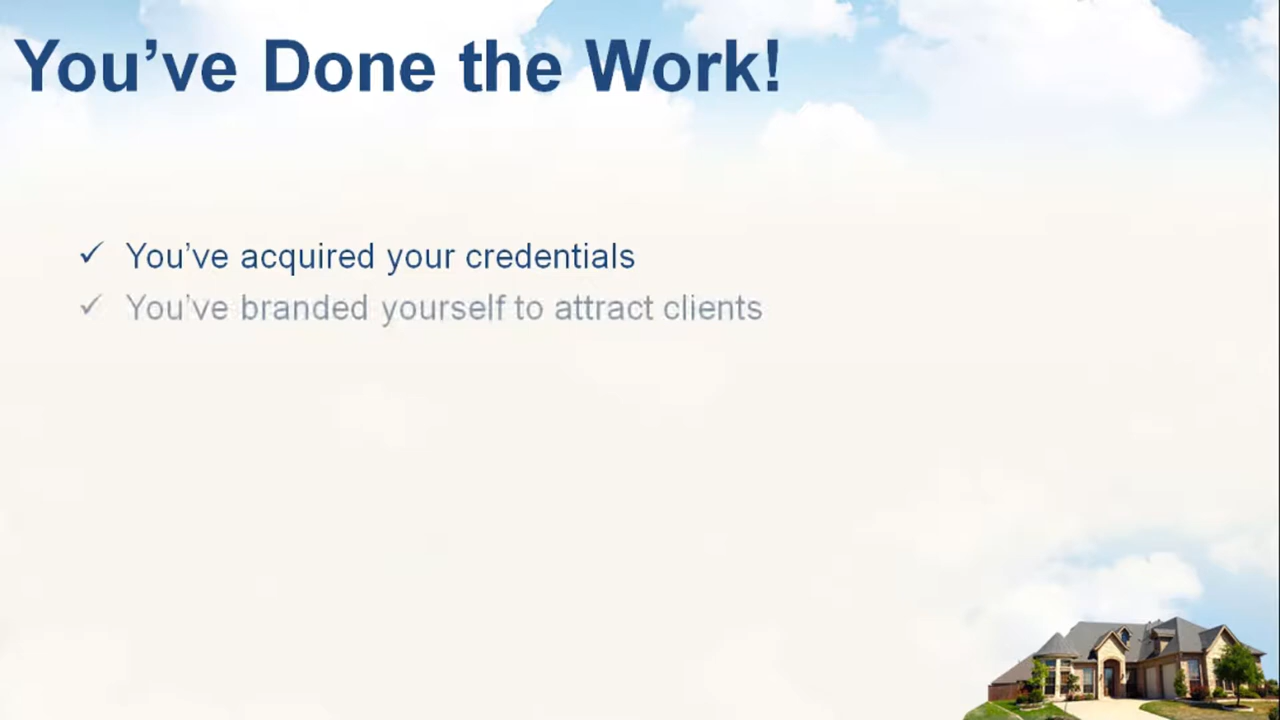 You’ve Done the Work!
✓ You’ve acquired your credentials
✓ You’ve branded yourself to attract clients